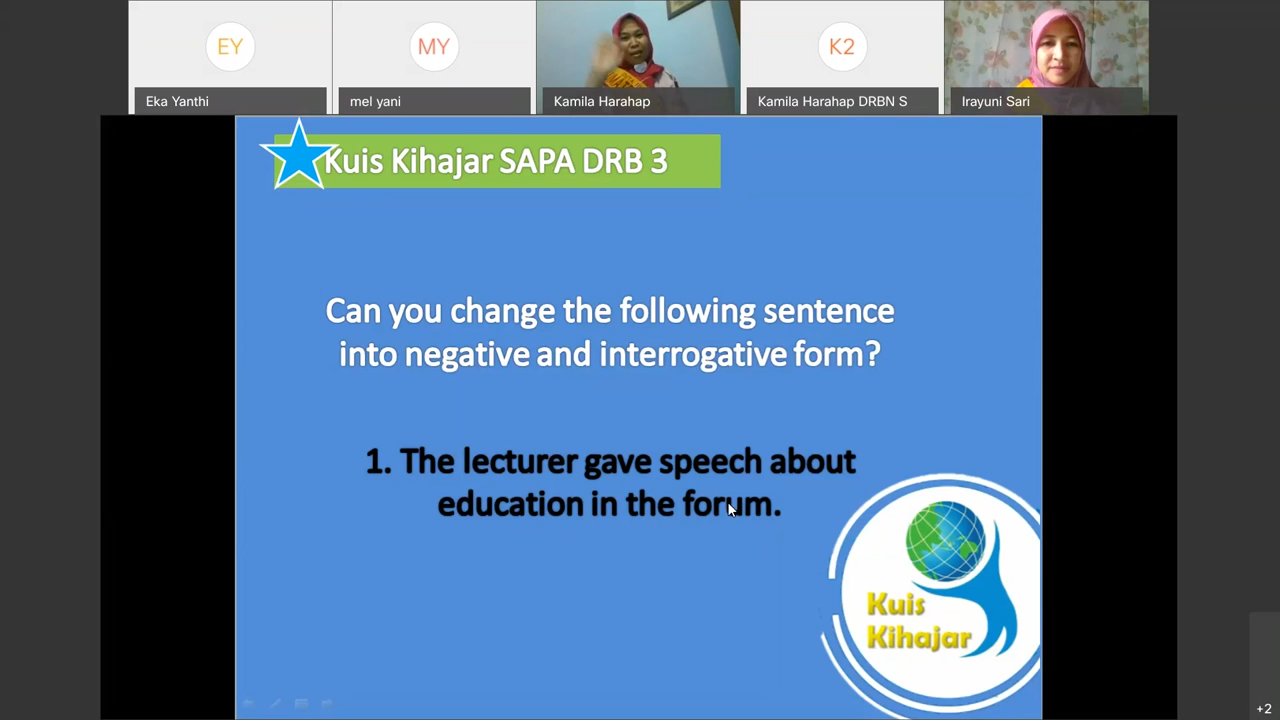 EY
MY
K2
Eka Yanthi
mel yani
Kamila Harahap
Kamila Harahap DRBN S
Irayuni Sari
Kuis Kihajar SAPA DRB 3
Can you change the following sentence
into negative and interrogative form?
1. The lecturer gave speech about
education in the forum.
Kuis
Kihajar
+2